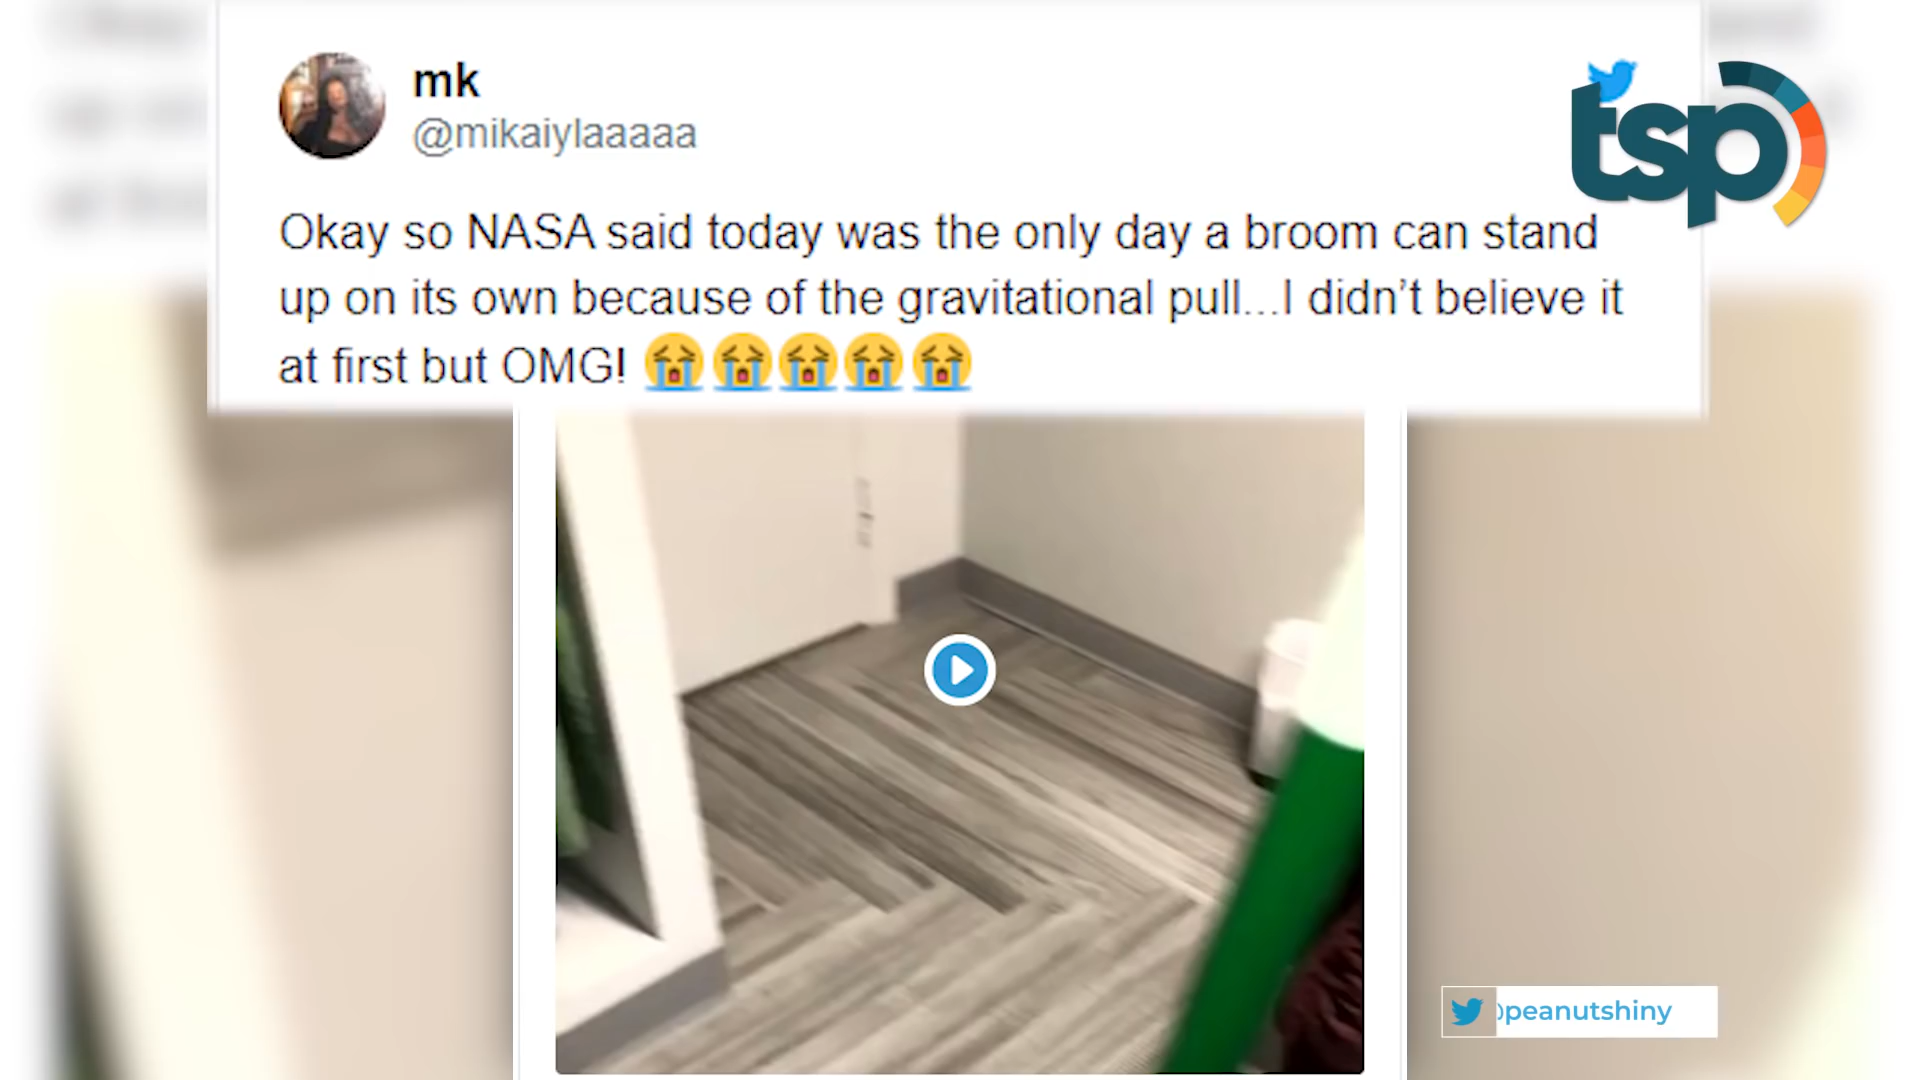 mk
@mikaiylaaaaa
tsp
Okay so NASA said today was the only day a broom can stand
up on its own because of the gravitational pull...I didn’t believe it
at first but OMG! 😭😭😭😭😭
peanutshiny